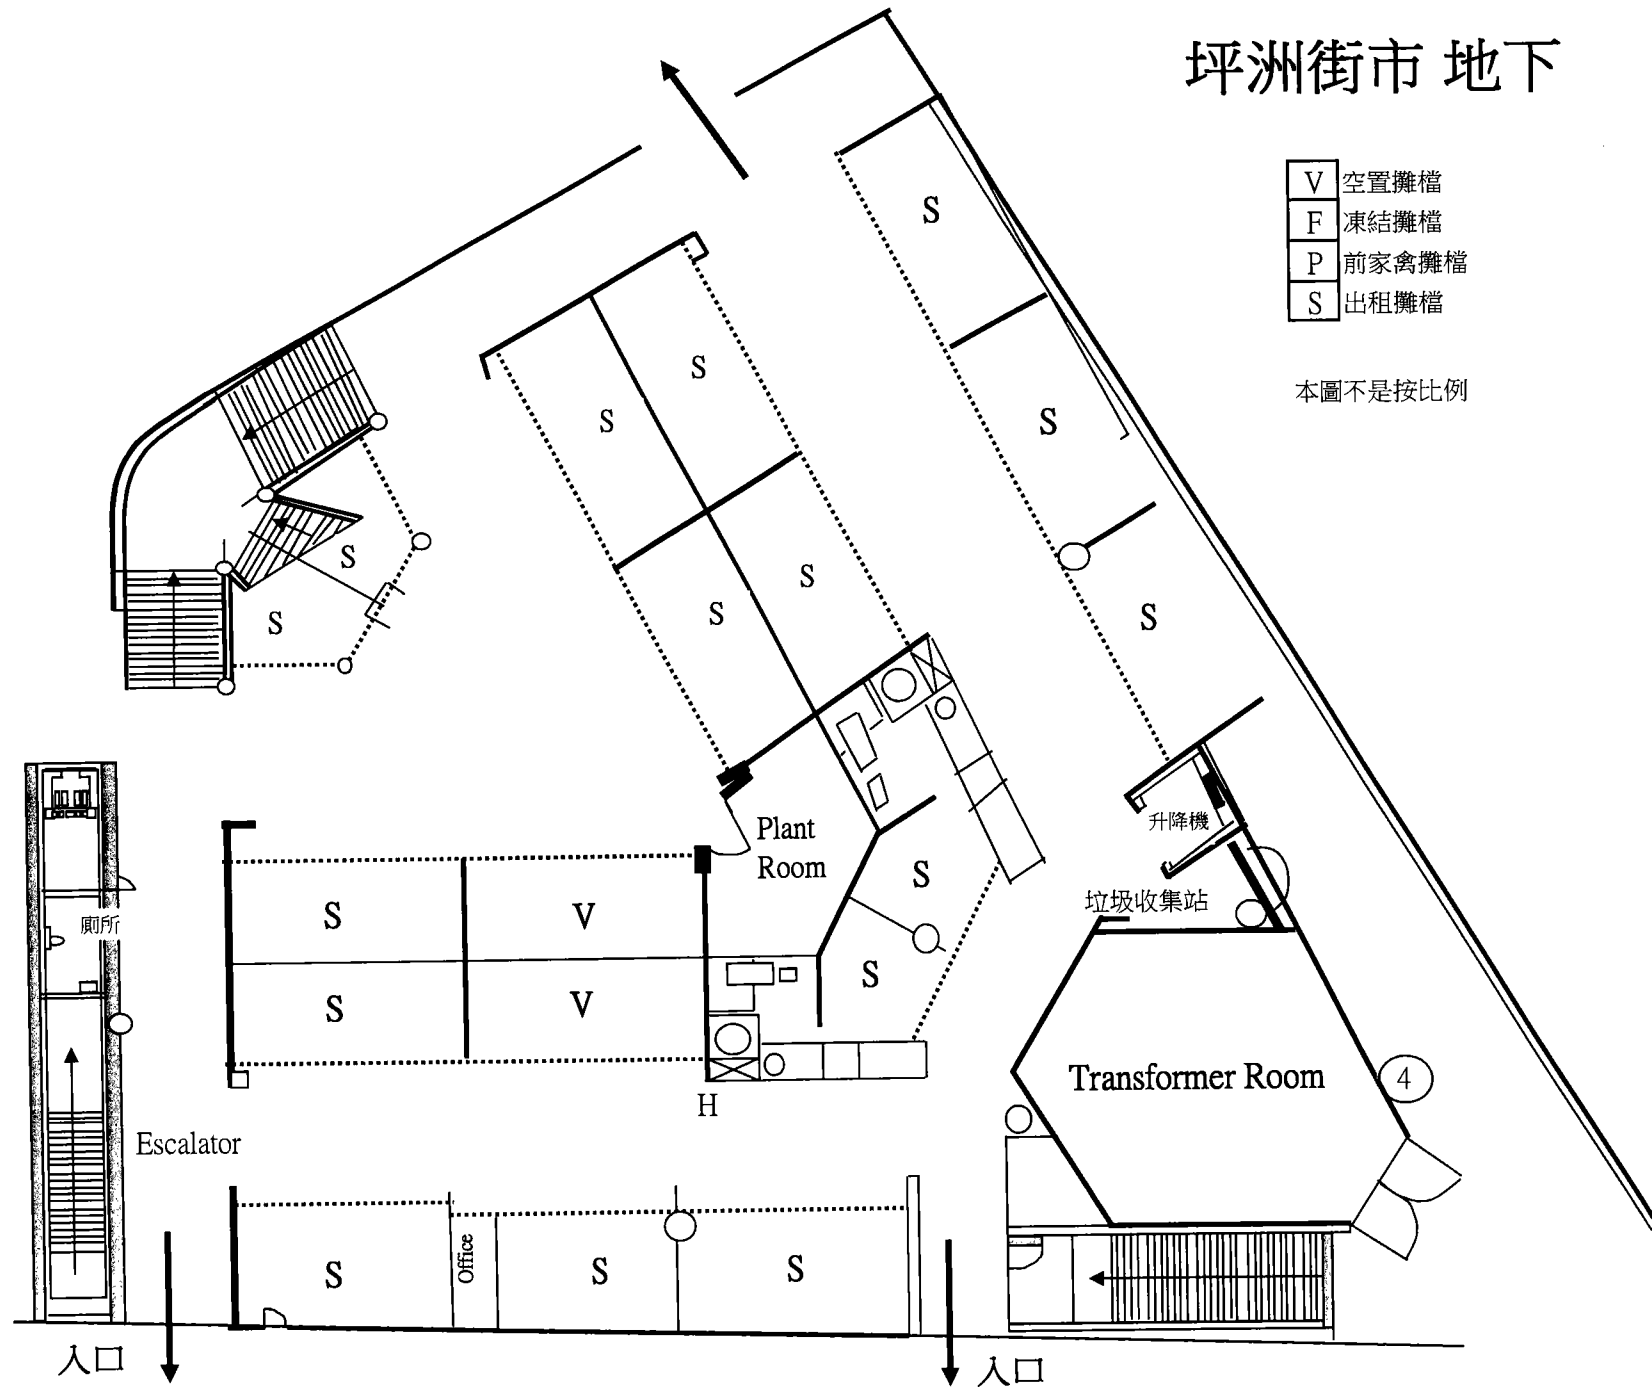 坪洲街市 地下
V 空置攤檔
F 凍結攤檔
P 前家禽攤檔
S 出租攤檔
本圖不是按比例
S
S
S
S
S
S
S
S
S
升降機
Plant
Room
S
垃圾收集站
S
V
廁所
S
S
V
Transformer Room
4
H
Escalator
S
Office
S
S
入口
入口